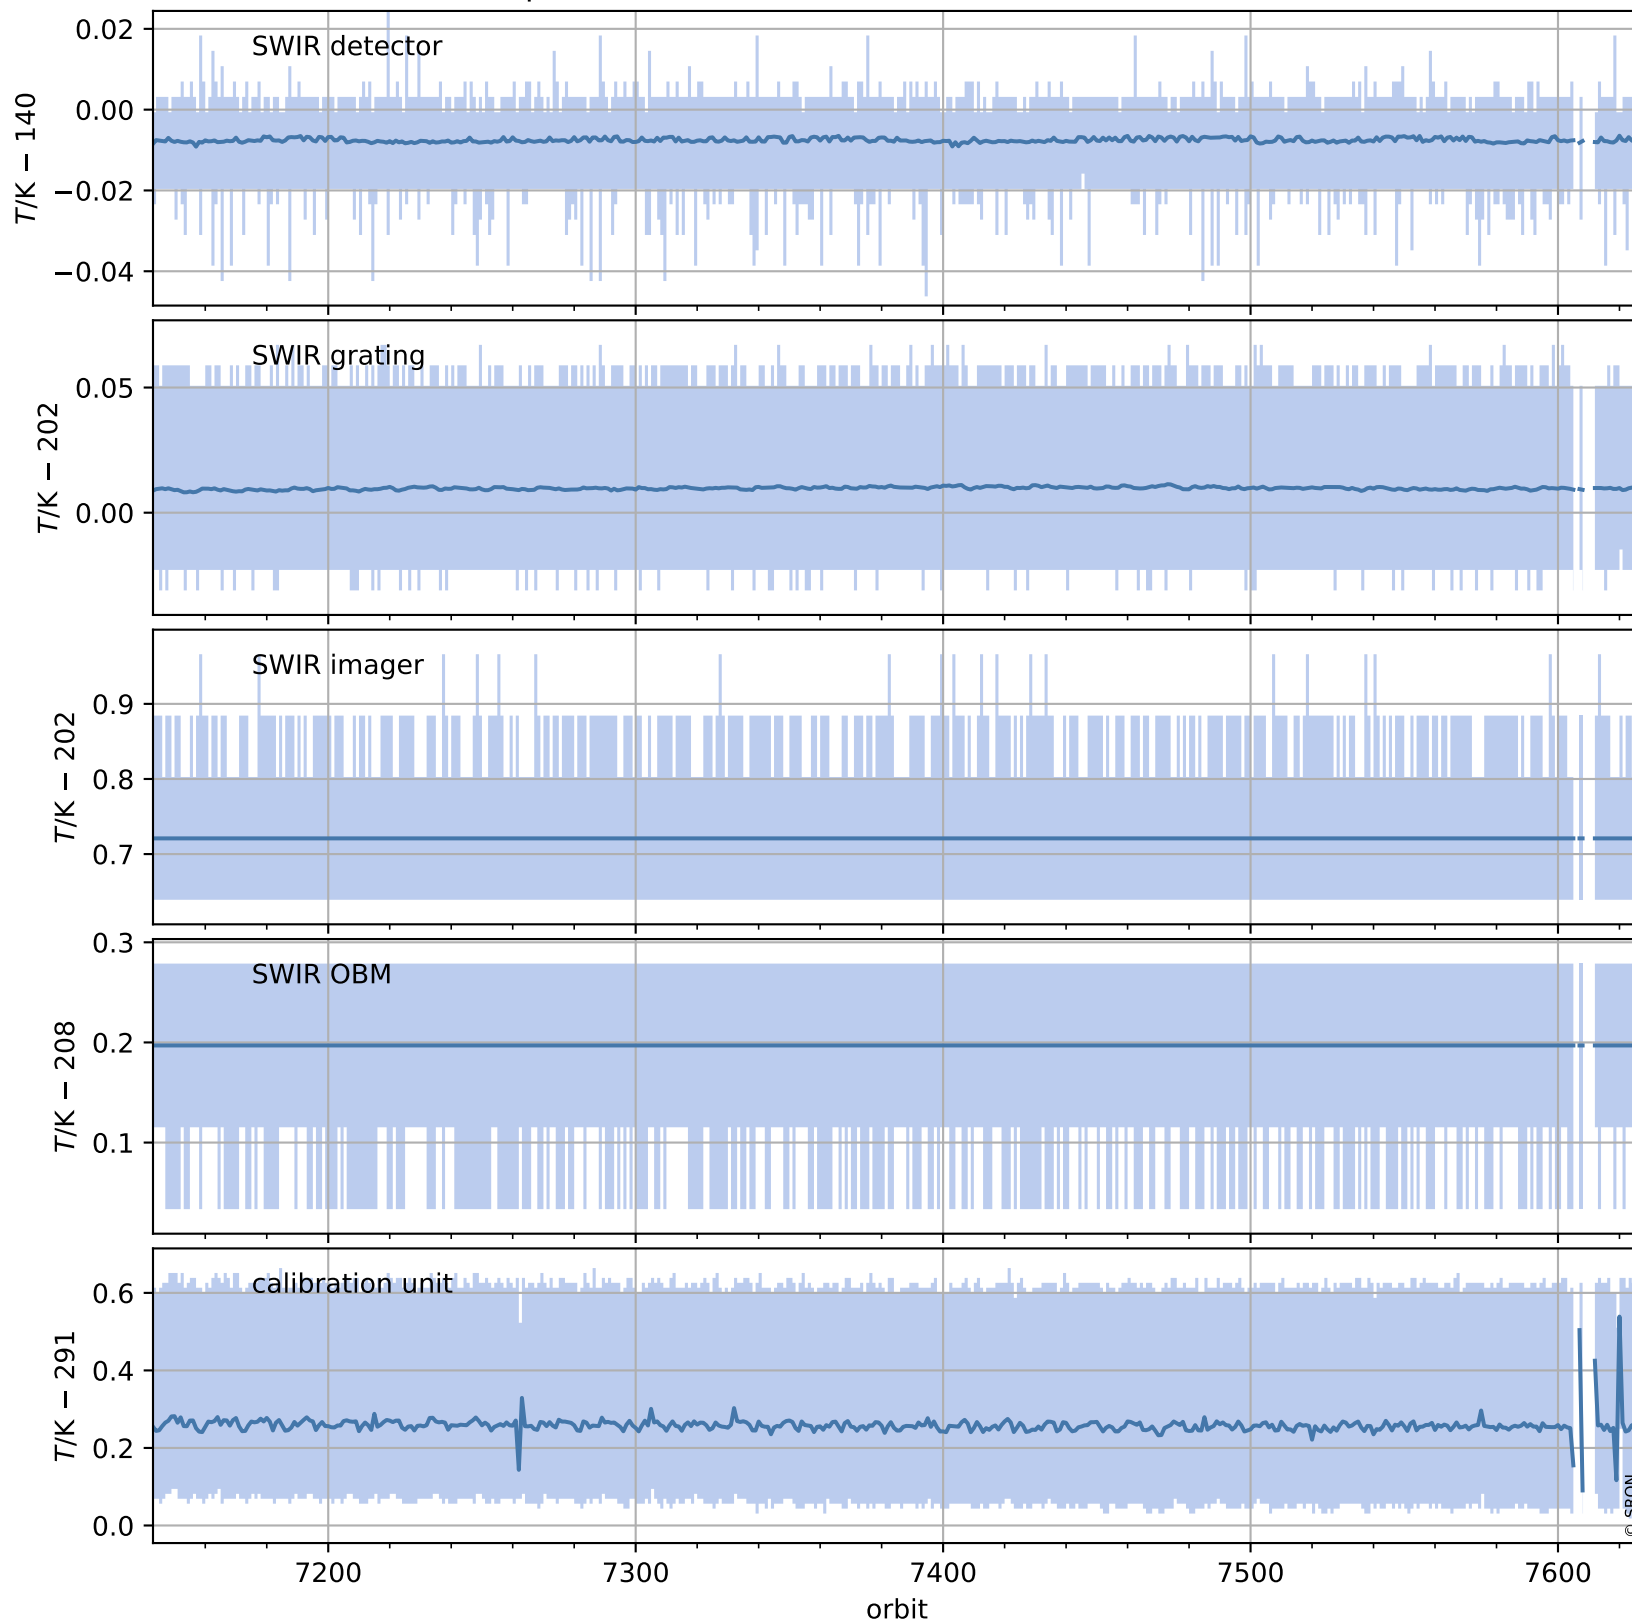 0.02
0.00
−0.02
−0.04
T/K − 140
SWIR detector
0.05
0.00
T/K − 202
SWIR grating
0.9
0.8
0.7
T/K − 202
SWIR imager
0.3
0.2
0.1
T/K − 208
SWIR OBM
0.6
0.4
0.2
0.0
T/K − 291
calibration unit
© SRON
7200 7300 7400 7500 7600
orbit